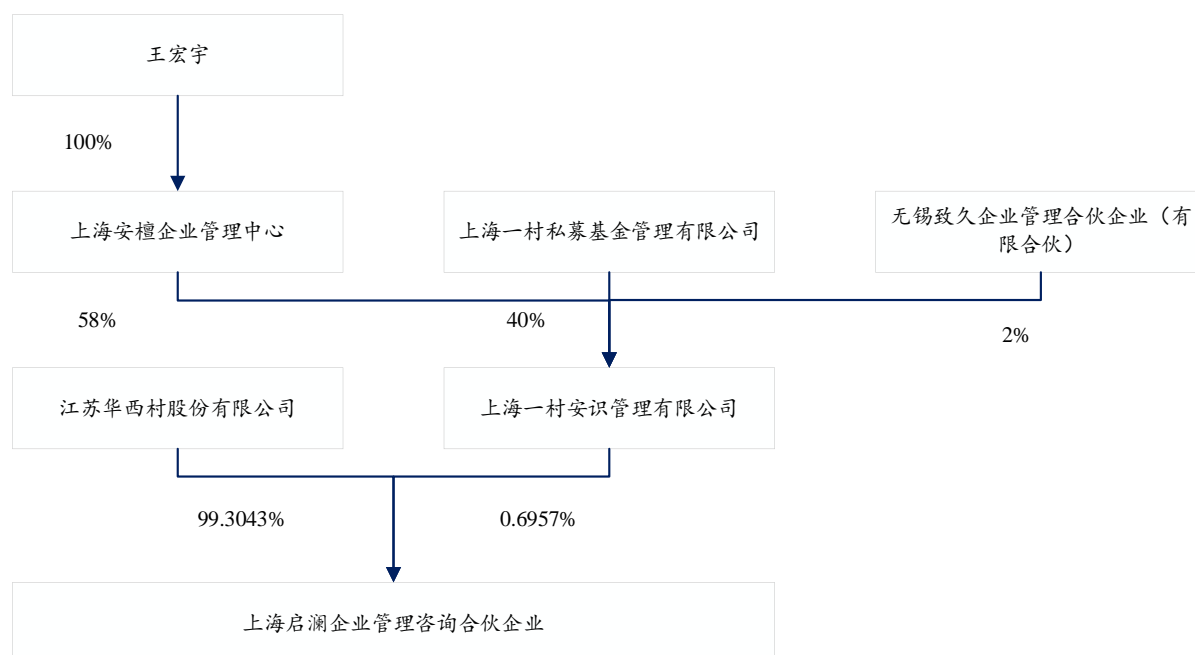 王宏宇
100%
上海安檀企业管理中心
上海一村私募基金管理有限公司
无锡致久企业管理合伙企业（有
限合伙）
58%
40%
2%
江苏华西村股份有限公司
上海一村安识管理有限公司
99.3043%
0.6957%
上海启澜企业管理咨询合伙企业